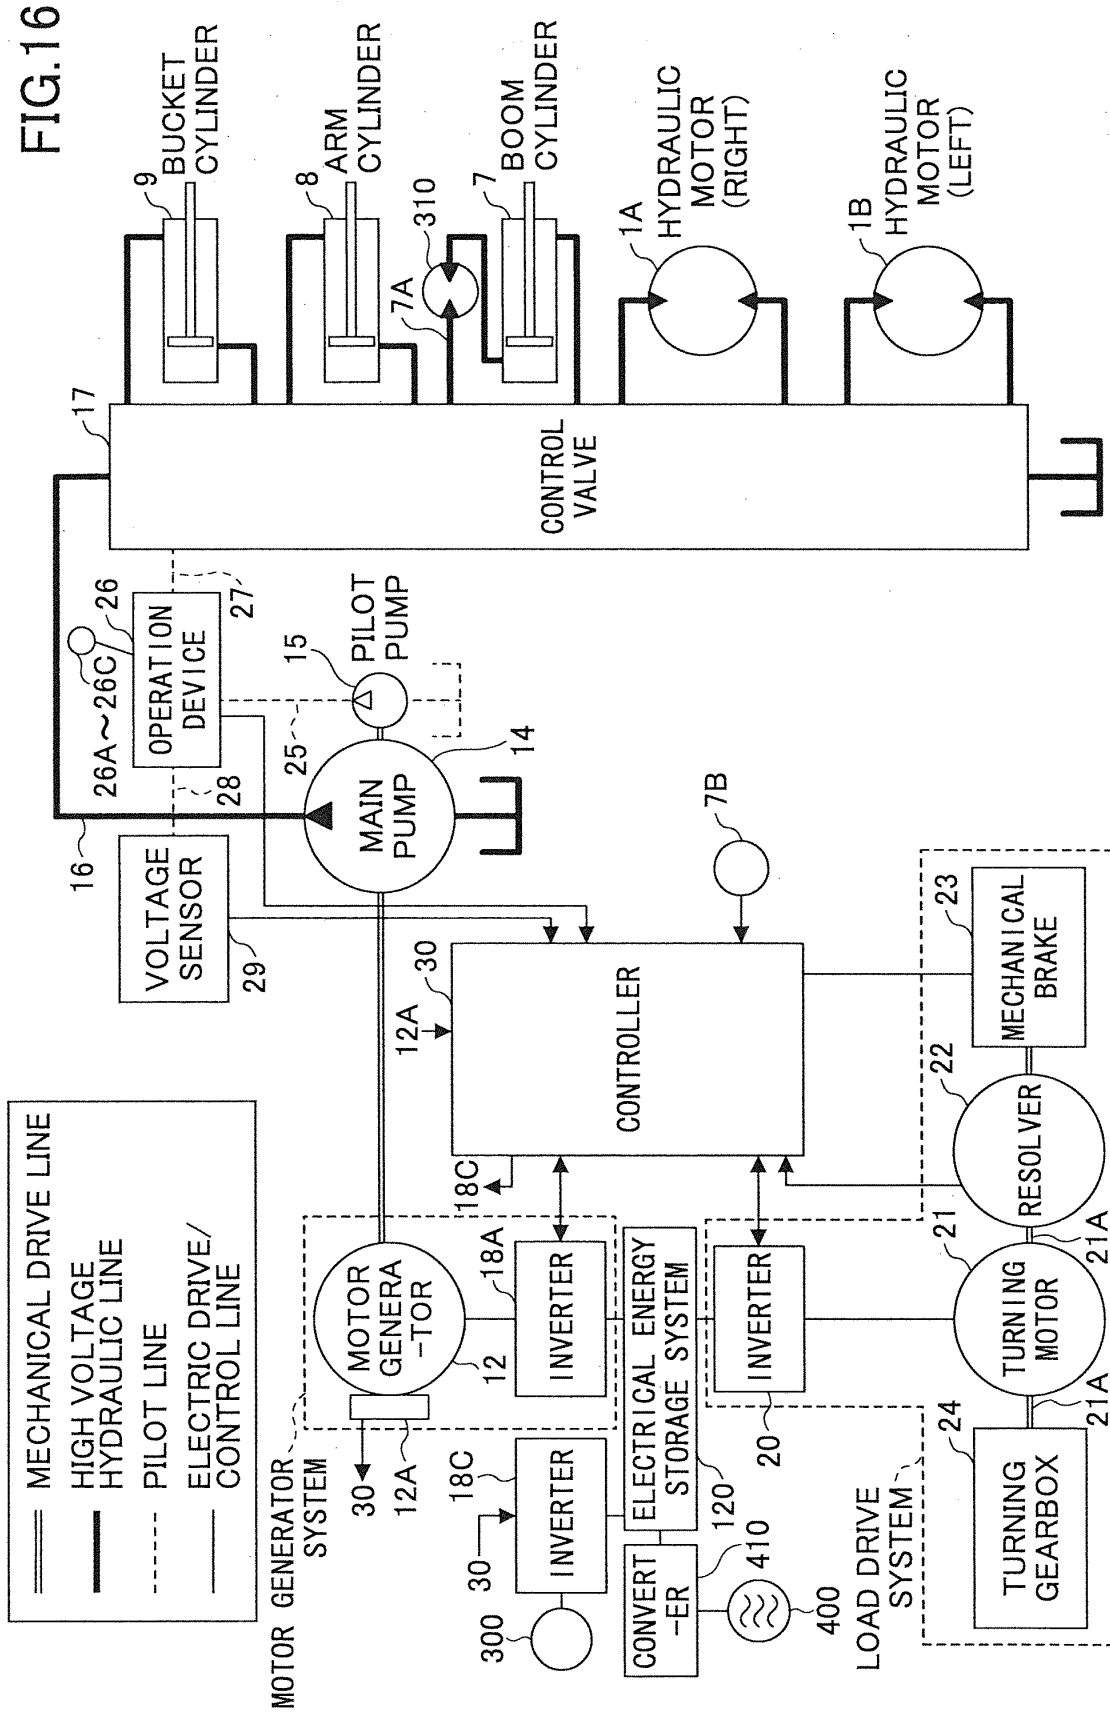 FIG.16
MECHANICAL DRIVE LINE
HIGH VOLTAGE
HYDRAULIC LINE
PILOT LINE
ELECTRIC DRIVE/
CONTROL LINE
VOLTAGE
SENSOR
29
16
28
26A~26C
26
OPERATION
DEVICE
27
25
15
PILOT
PUMP
MAIN
PUMP
14
17
CONTROL
VALVE
9
BUCKET
CYLINDER
8
ARM
CYLINDER
7A
310
7
BOOM
CYLINDER
1A
HYDRAULIC
MOTOR
(RIGHT)
1B
HYDRAULIC
MOTOR
(LEFT)
MOTOR GENERATOR
SYSTEM
30
12A
MOTOR
GENERA
-TOR
12
18A
INVERTER
18C
12A
30
CONTROLLER
7B
30
18C
INVERTER
300
ELECTRICAL ENERGY
STORAGE SYSTEM
120
CONVERT
-ER
410
400
INVERTER
20
LOAD DRIVE
SYSTEM
24
TURNING
GEARBOX
21A
TURNING
MOTOR
21
21A
RESOLVER
22
MECHANICAL
BRAKE
23